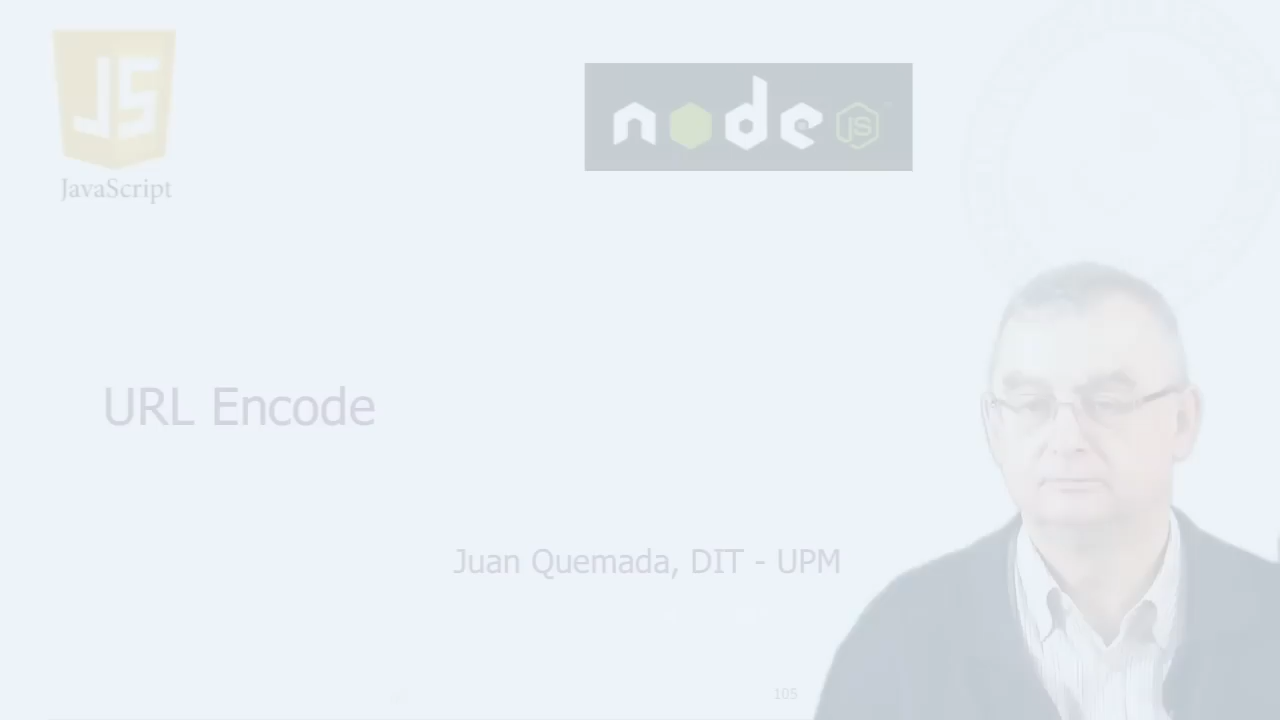 JS
JavaScript
node JS
URL Encode
Juan Quemada, DIT - UPM
105